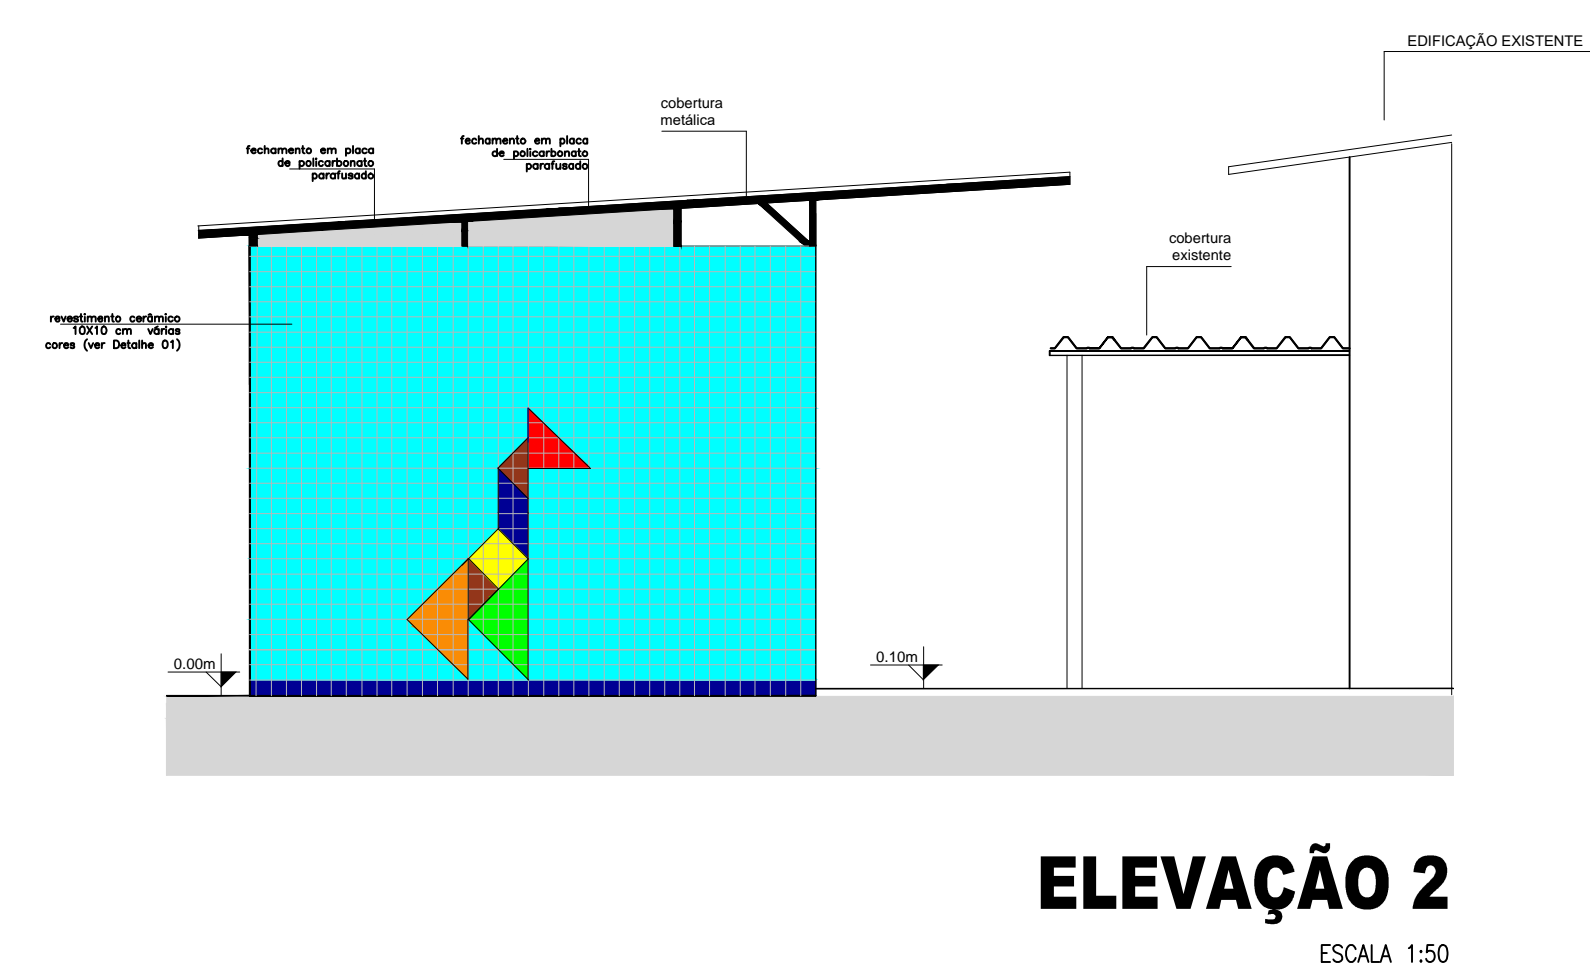 EDIFICAÇÃO EXISTENTE
cobertura
metálica
fechamento em placa
de policarbonato
parafusado
fechamento em placa
de policarbonato
parafusado
cobertura
existente
revestimento cerâmico
10X10 cm várias
cores (ver Detalhe 01)
0.00m
0.10m
ELEVAÇÃO 2
ESCALA 1:50